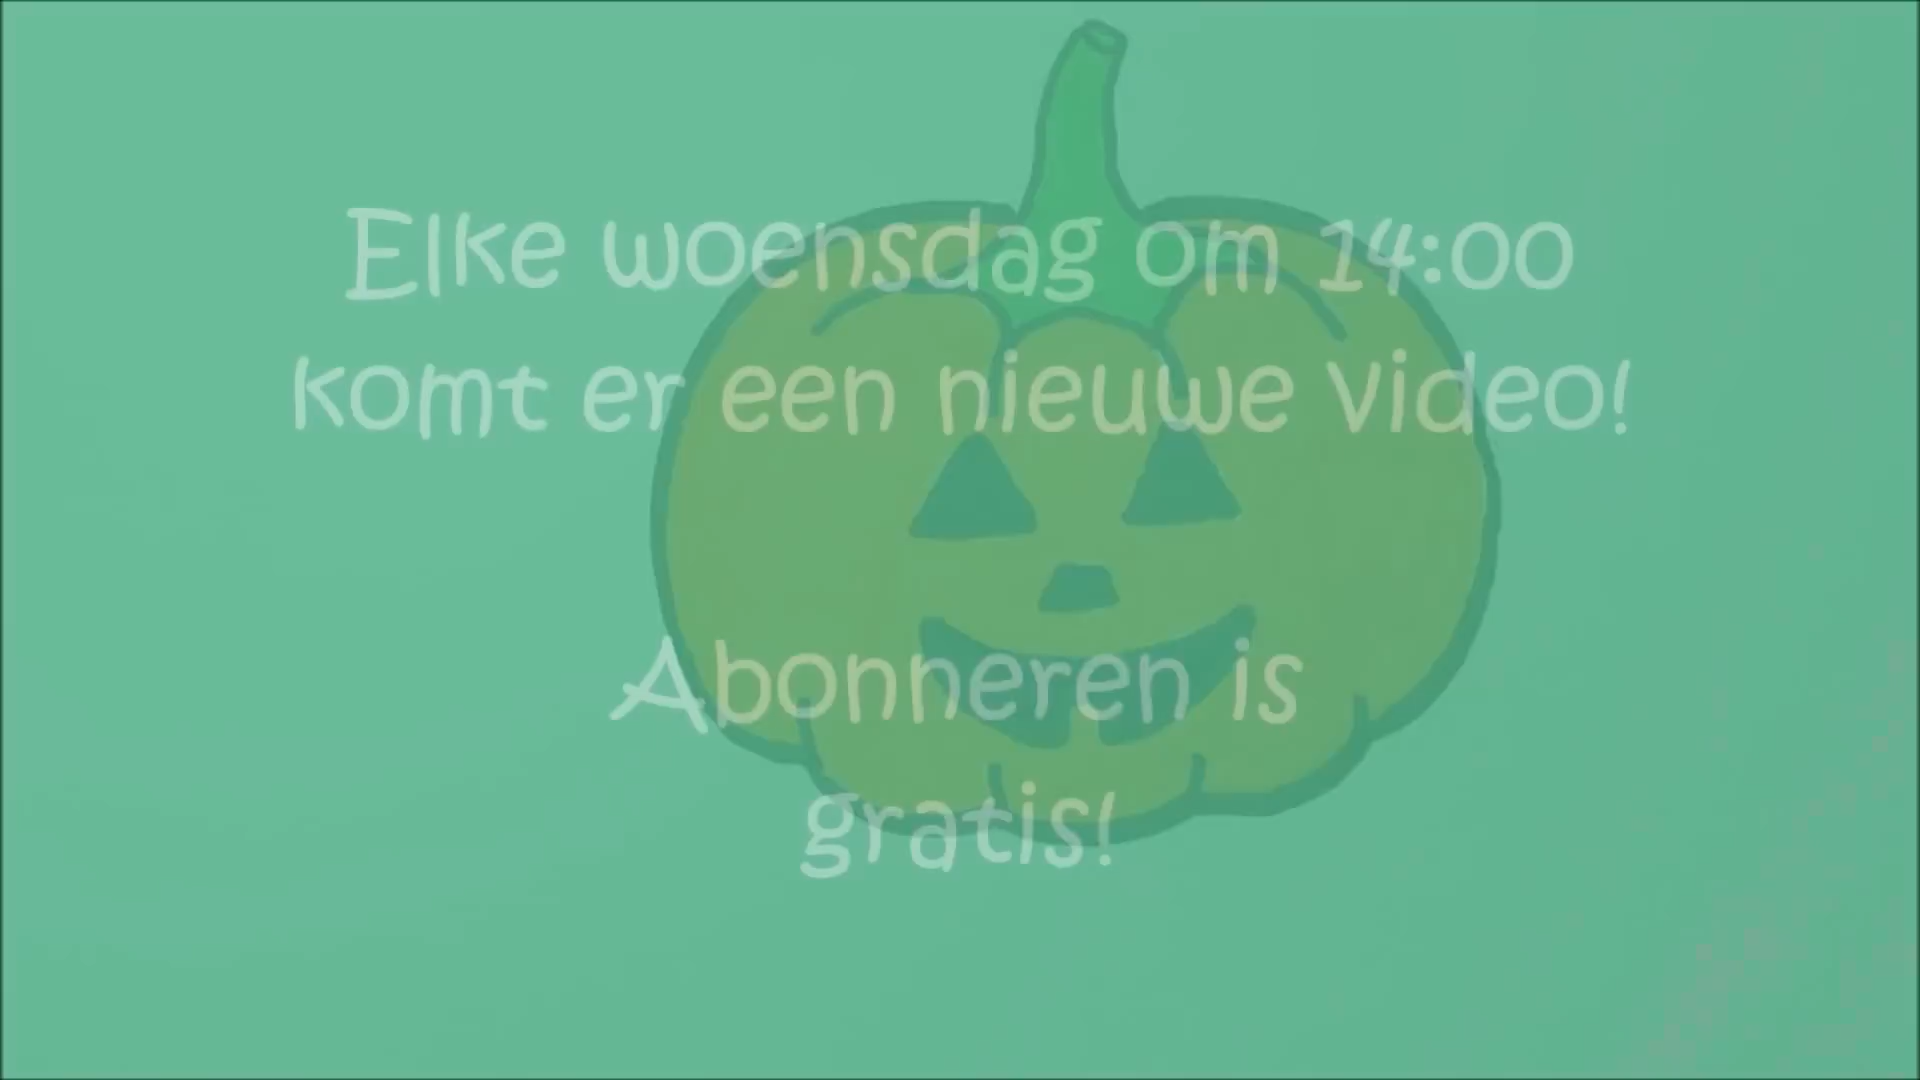 Elke woensdag om 14:00
komt er een nieuwe video!
Abonneren is
gratis!